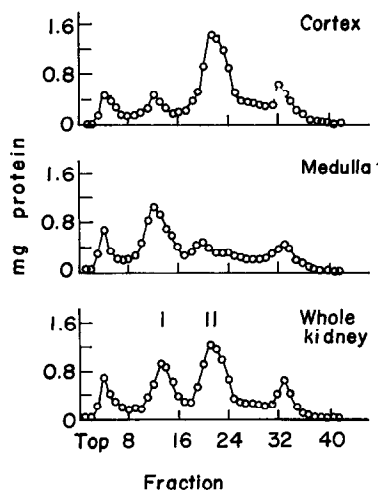 Cortex
1.6
0.8
0
Medulla
1.6
0.8
0
mg protein
I II
Whole
kidney
1.6
0.8
0
Top 8 16 24 32 40
Fraction